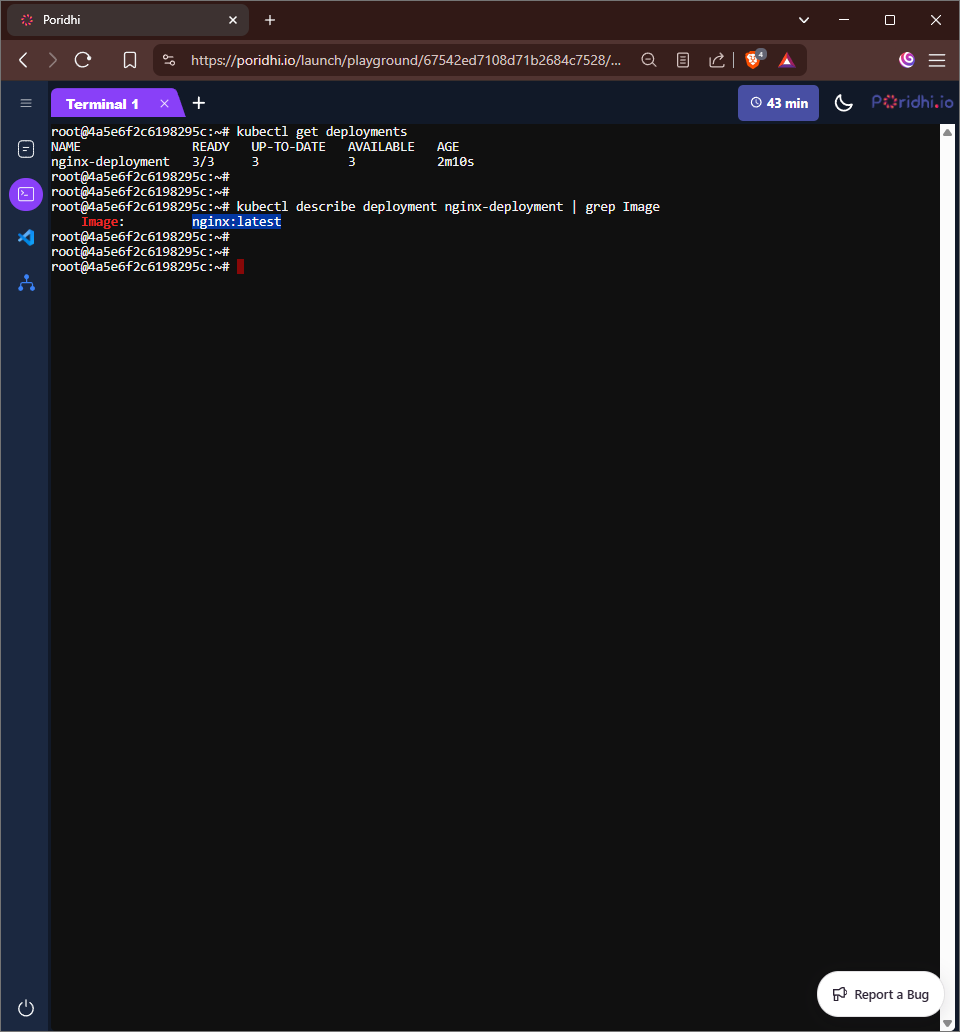 Poridhi
https://poridhi.io/launch/playground/67542ed7108d71b2684c7528/...
4
Terminal 1
43 min
Poridhi.io
root@4a5e6f2c6198295c:~# kubectl get deployments
NAME               READY   UP-TO-DATE   AVAILABLE   AGE
nginx-deployment   3/3     3            3           2m10s
root@4a5e6f2c6198295c:~#
root@4a5e6f2c6198295c:~#
root@4a5e6f2c6198295c:~# kubectl describe deployment nginx-deployment | grep Image
    Image:         nginx:latest
root@4a5e6f2c6198295c:~#
root@4a5e6f2c6198295c:~#
root@4a5e6f2c6198295c:~#
Report a Bug